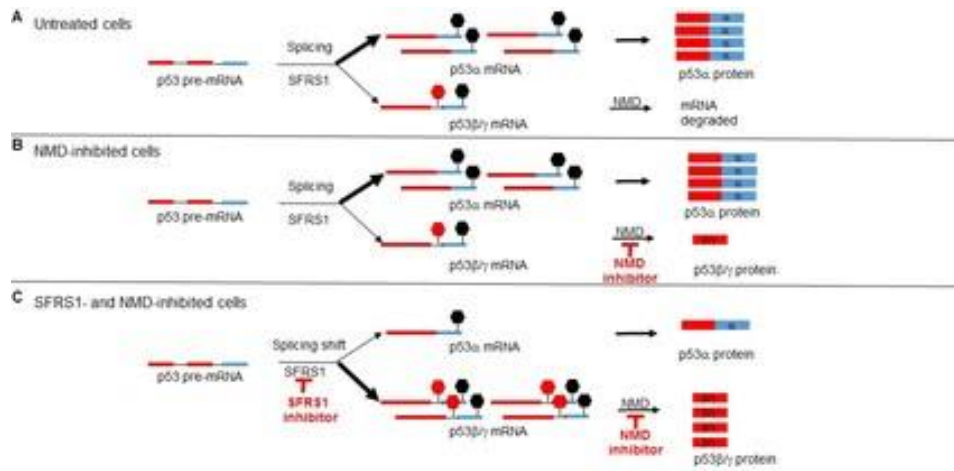 A
Untreated cells
Splicing
p53 pre-mRNA
SFRS1
p53α mRNA
p53α protein
p53β/γ mRNA
NMD
mRNA
degraded
B
NMD-inhibited cells
Splicing
p53 pre-mRNA
SFRS1
p53α mRNA
p53α protein
p53β/γ mRNA
NMD
NMD
inhibitor
p53β/γ protein
C
SFRS1- and NMD-inhibited cells
Splicing shift
p53 pre-mRNA
SFRS1
SFRS1
inhibitor
p53α mRNA
p53α protein
p53β/γ mRNA
NMD
NMD
inhibitor
p53β/γ protein